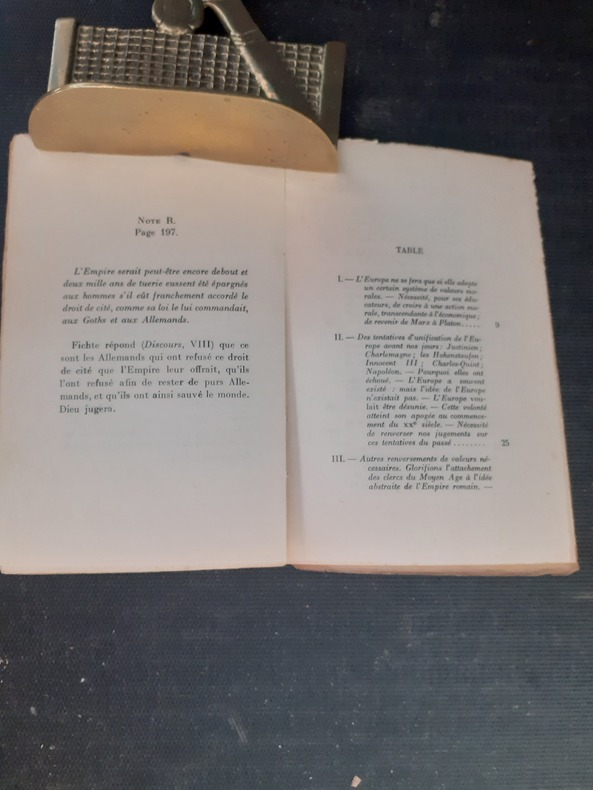 Note R.
Page 197.
L'Empire serait peut-être encore debout et
deux mille ans de tuerie eussent été épargnés
aux hommes s'il eût franchement accordé le
droit de cité, comme sa loi le lui commandait,
aux Goths et aux Allemands.
Fichte répond (Discours, VIII) que ce
sont les Allemands qui ont refusé ce droit
de cité que l'Empire leur offrait, qu'ils
l'ont refusé afin de rester de purs Alle-
mands, et qu'ils ont ainsi sauvé le monde.
Dieu jugera.
TABLE
I. — L'Europe ne se fera que si elle adopte
un certain système de valeurs mo-
rales. — Nécessité, pour ses édu-
cateurs, de croire à une action mo-
rale, transcendante à l'économique ;
de revenir de Marx à Platon..... 9
II. — Des tentatives d'unification de l'Eu-
rope avant nos jours : Justinien ;
Charlemagne ; les Hohenstaufen ;
Innocent III ; Charles-Quint ;
Napoléon. — Pourquoi elles ont
échoué. — L'Europe a souvent
existé ; mais l'idée de l'Europe
n'existait pas. — L'Europe vou-
lait être désunie. — Cette volonté
atteint son apogée au commence-
ment du XXe siècle. — Nécessité
de renverser nos jugements sur
ces tentatives du passé ........ 25
III. — Autres renversements de valeurs né-
cessaires. Glorifions l'attachement
des clercs du Moyen Age à l'idée
abstraite de l'Empire romain. —